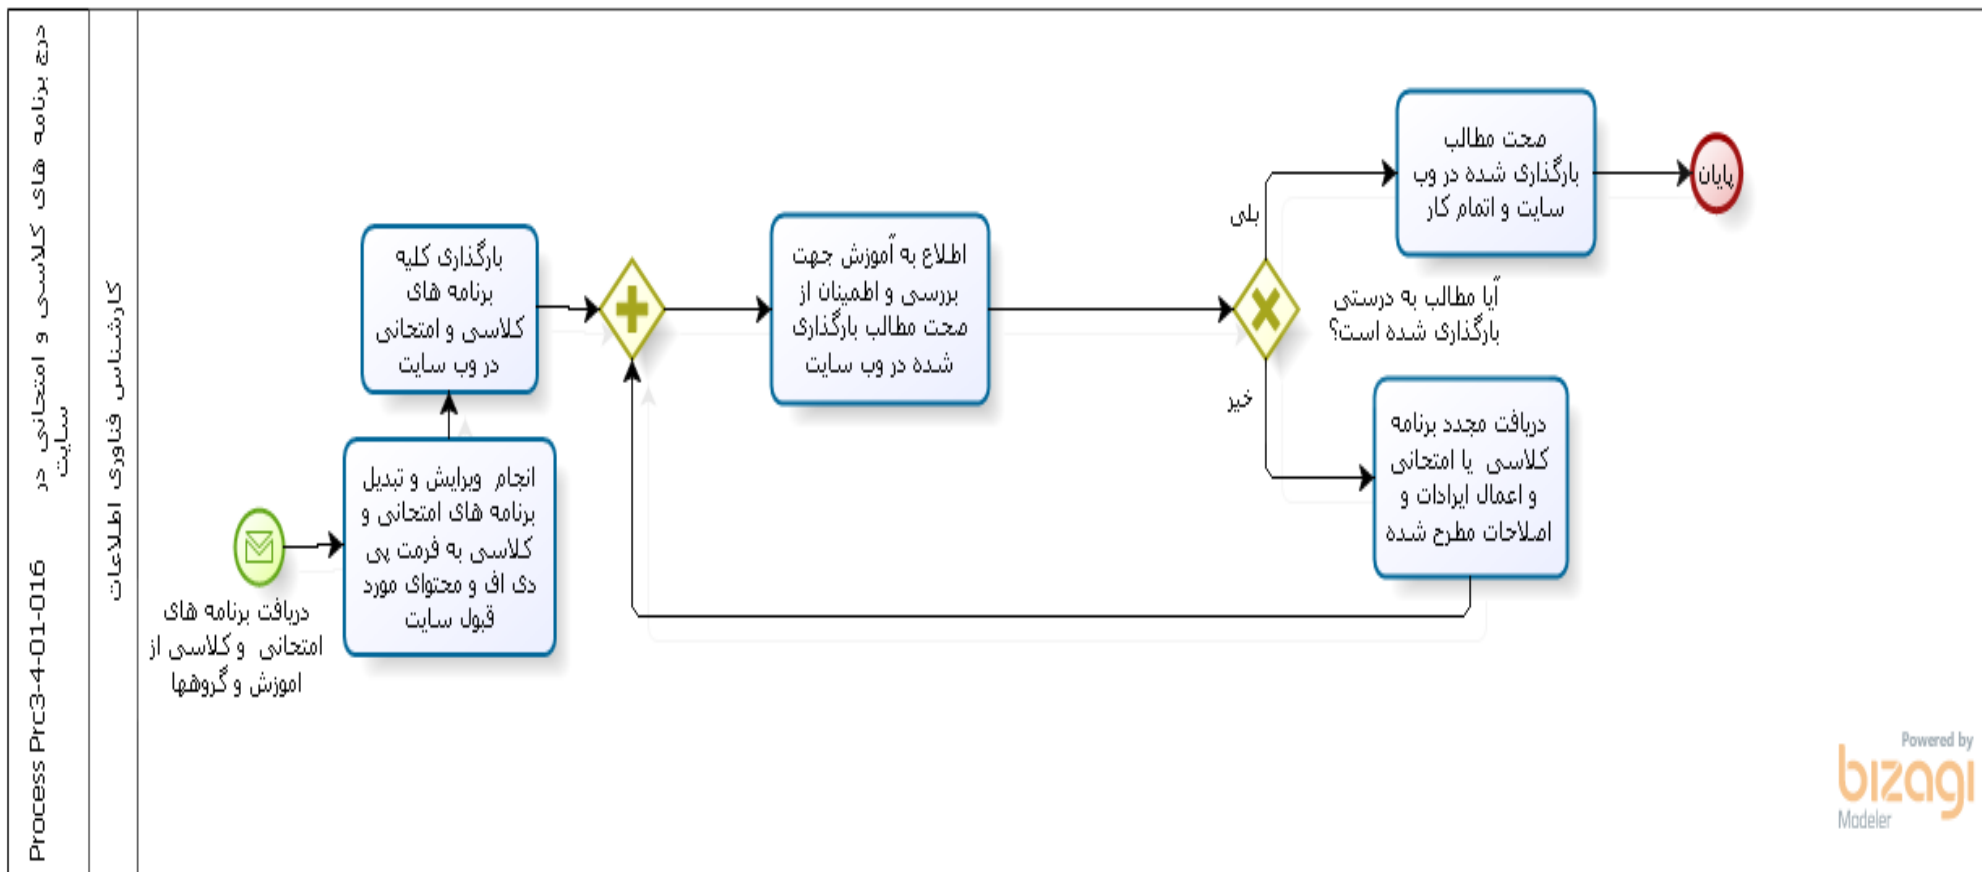 Process Prc3-4-01-016 درج برنامه های کلاسی و امتحانی در
سایت
کارشناسی فناوری اطلاعات
دریافت برنامه های
امتحانی و کلاسی از
اموزش و گروهها
انجام ویرایش و تبدیل
برنامه های امتحانی و
کلاسی به فرمت پی
دی اف و محتوای مورد
قبول سایت
بارگذاری کلیه
برنامه های
کلاسی و امتحانی
در وب سایت
اطلاع به آموزش جهت
بررسی و اطمینان از
صحت مطالب بارگذاری
شده در وب سایت
آیا مطالب به درستی
بارگذاری شده است؟
بلی
صحت مطالب
بارگذاری شده در وب
سایت و اتمام کار
پایان
خیر
دریافت مجدد برنامه
کلاسی یا امتحانی
و اعمال ایرادات و
اصلاحات مطرح شده
Powered by
bizagi
Modeler